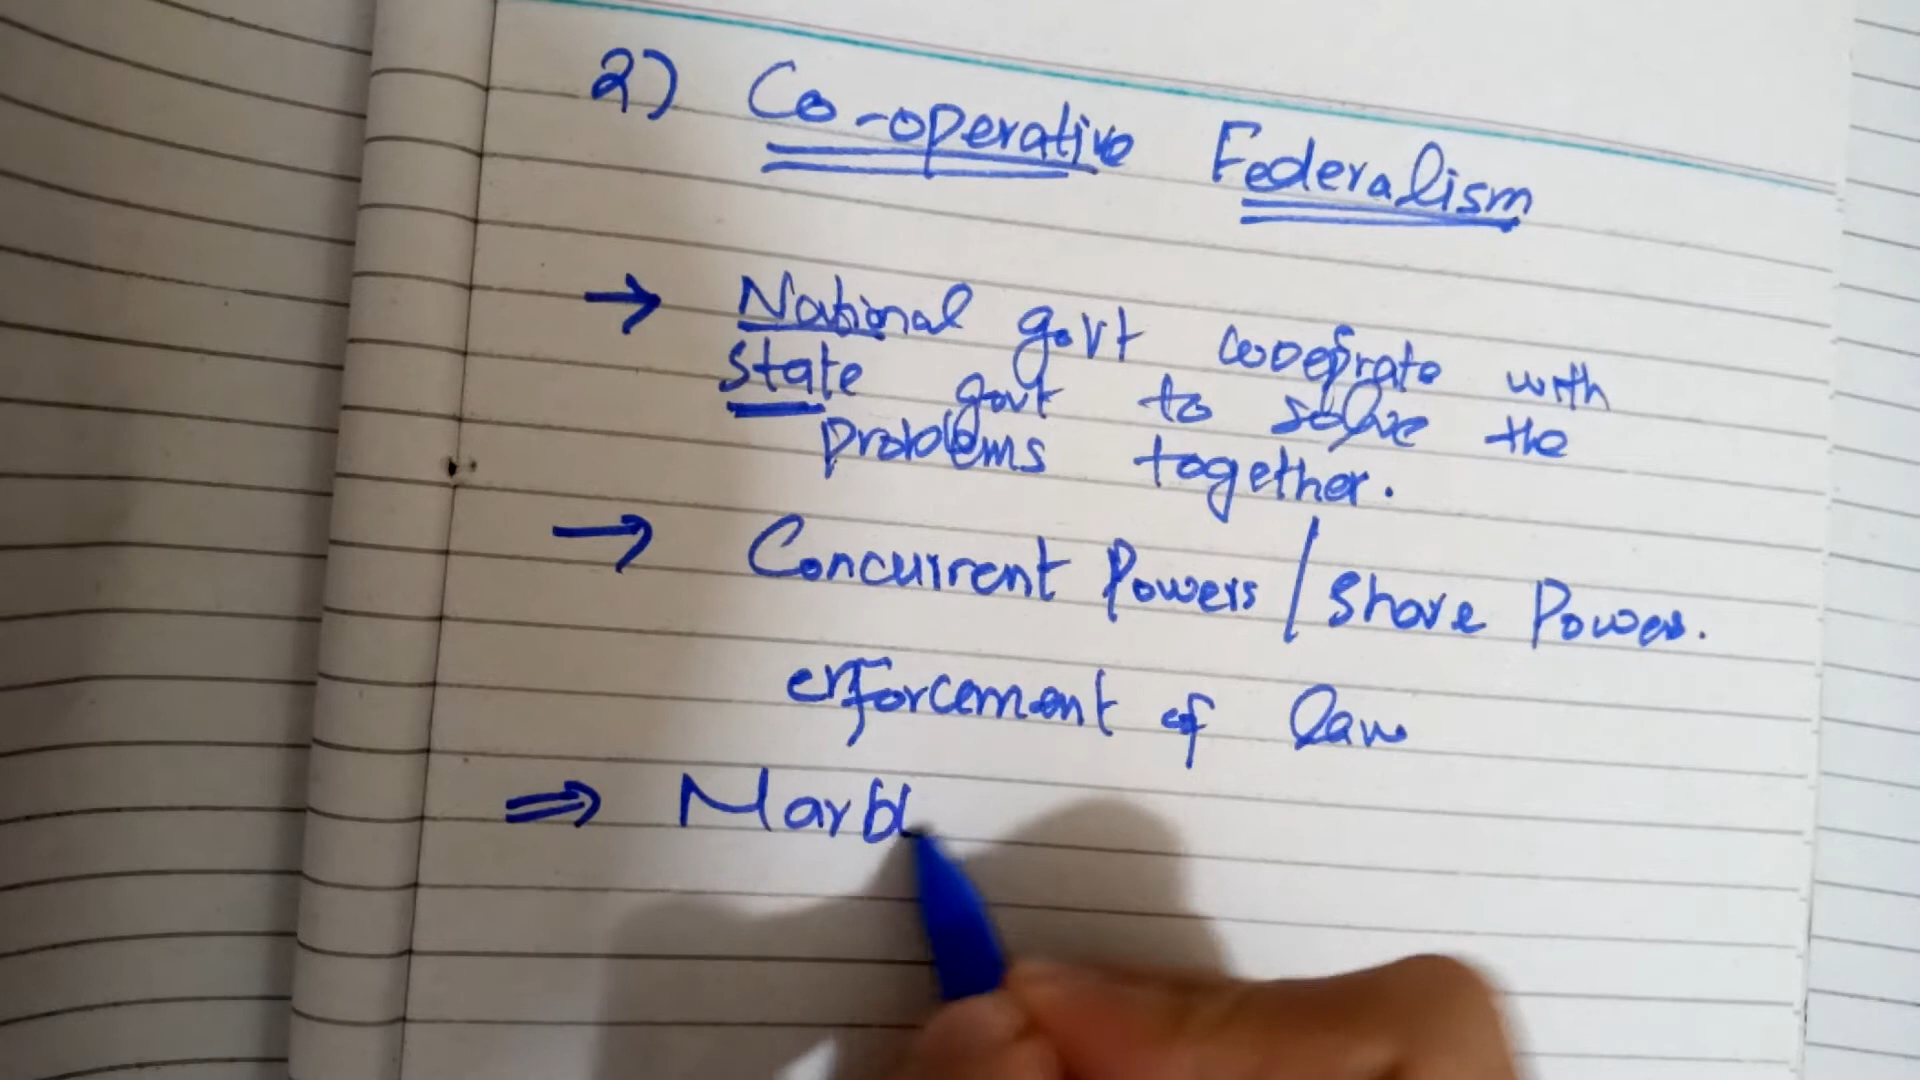 2) Co-operative Federalism
→ National govt cooprate with
state govt to solve the
problems together.
→ Concurrent Powers / Share Power.
enforcement of law
⇒ Marbl